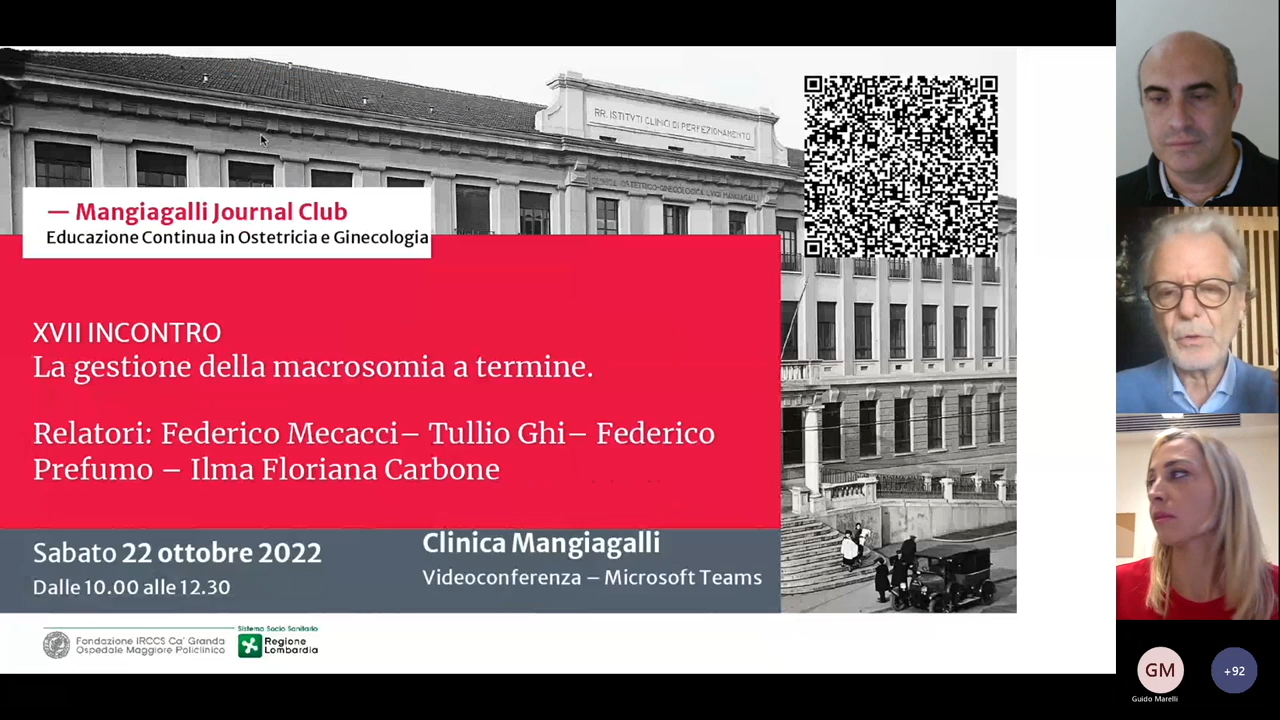 RR. ISTITVTI CLINICI DI PERFEZIONAMENTO
— Mangiagalli Journal Club
Educazione Continua in Ostetricia e Ginecologia
XVII INCONTRO
La gestione della macrosomia a termine.
Relatori: Federico Mecacci– Tullio Ghi– Federico
Prefumo – Ilma Floriana Carbone
Sabato 22 ottobre 2022
Dalle 10.00 alle 12.30
Clinica Mangiagalli
Videoconferenza – Microsoft Teams
Fondazione IRCCS Ca' Granda
Ospedale Maggiore Policlinico
Sistema Socio Sanitario
Regione
Lombardia
GM
Guido Marelli
+92